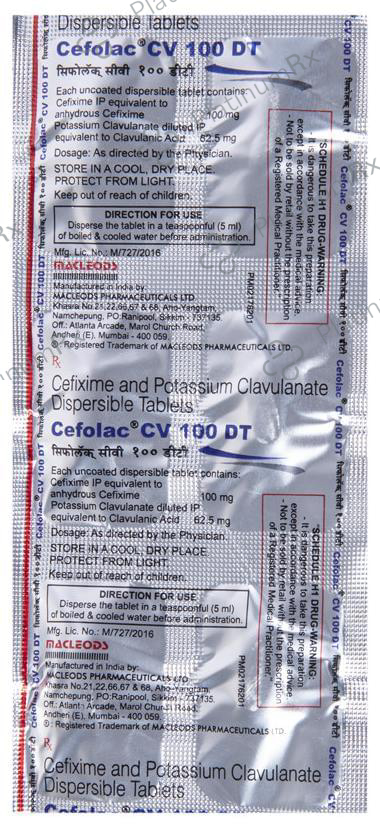 Dispersible Tablets
Cefolac® CV 100 DT
सिफोलॅक् सीवी १०० डीटी
Each uncoated dispersible tablet contains:
Cefixime IP equivalent to
anhydrous Cefixime 100 mg
Potassium Clavulanate diluted IP
equivalent to Clavulanic Acid 62.5 mg
Dosage: As directed by the Physician.
STORE IN A COOL, DRY PLACE.
PROTECT FROM LIGHT.
Keep out of reach of children.
DIRECTION FOR USE
Disperse the tablet in a teaspoonful (5 ml)
of boiled & cooled water before administration.
Mfg. Lic. No.: M/727/2016
MACLEODS
Manufactured in India by:
MACLEODS PHARMACEUTICALS LTD.
Khasra No.21,22,66,67 & 68, Aho-Yangtam,
Namchepung, PO:Ranipool, Sikkim - 737135.
Off.: Atlanta Arcade, Marol Church Road,
Andheri (E), Mumbai - 400 059.
®: Registered Trademark of MACLEODS PHARMACEUTICALS LTD.
PM02176201
"SCHEDULE H1 DRUG-WARNING:
- It is dangerous to take this preparation
except in accordance with the medical advice.
- Not to be sold by retail without the prescription
of a Registered Medical Practitioner."
Rx
Cefixime and Potassium Clavulanate
Dispersible Tablets
Cefolac® CV 100 DT
सिफोलॅक् सीवी १०० डीटी
Each uncoated dispersible tablet contains:
Cefixime IP equivalent to
anhydrous Cefixime 100 mg
Potassium Clavulanate diluted IP
equivalent to Clavulanic Acid 62.5 mg
Dosage: As directed by the Physician.
STORE IN A COOL, DRY PLACE.
PROTECT FROM LIGHT.
Keep out of reach of children.
DIRECTION FOR USE
Disperse the tablet in a teaspoonful (5 ml)
of boiled & cooled water before administration.
Mfg. Lic. No.: M/727/2016
MACLEODS
Manufactured in India by:
MACLEODS PHARMACEUTICALS LTD.
Khasra No.21,22,66,67 & 68, Aho-Yangtam,
Namchepung, PO:Ranipool, Sikkim - 737135.
Off.: Atlanta Arcade, Marol Church Road,
Andheri (E), Mumbai - 400 059.
®: Registered Trademark of MACLEODS PHARMACEUTICALS LTD.
PM02176201
"SCHEDULE H1 DRUG-WARNING:
- It is dangerous to take this preparation
except in accordance with the medical advice.
- Not to be sold by retail without the prescription
of a Registered Medical Practitioner."
Rx
Cefixime and Potassium Clavulanate
Dispersible Tablets
Cefolac® CV 100 DT